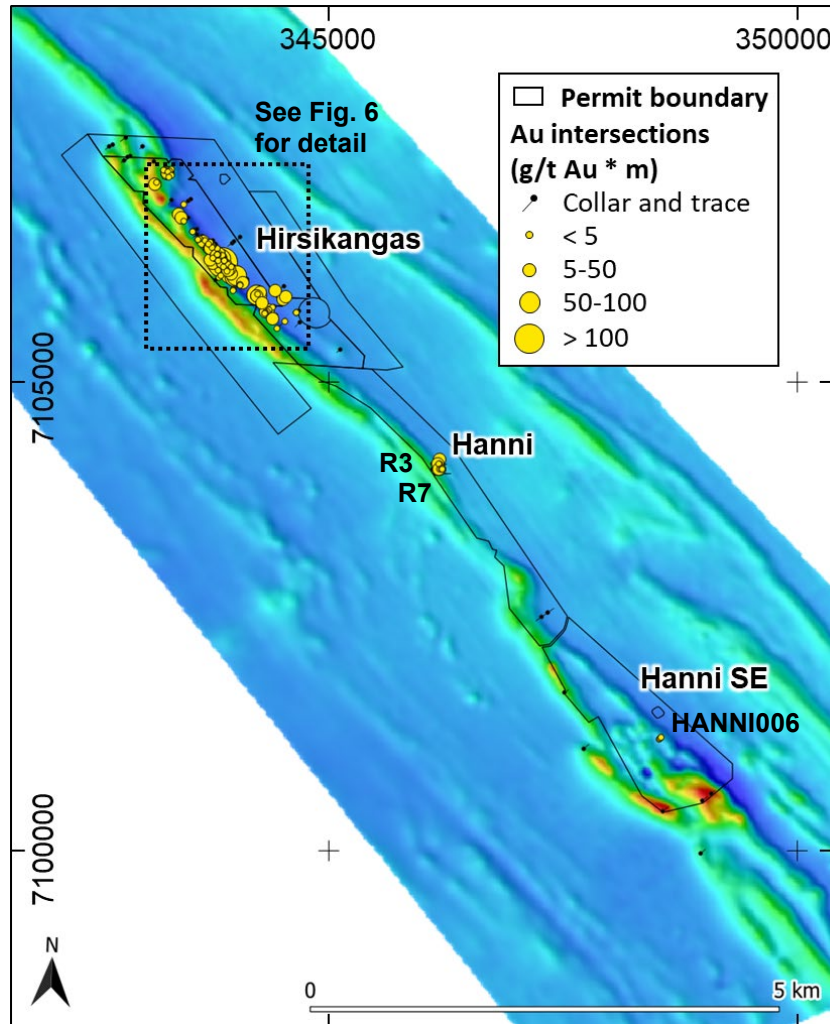 345000
350000
See Fig. 6
for detail
Permit boundary
Au intersections
(g/t Au * m)
Collar and trace
< 5
5-50
50-100
> 100
Hirsikangas
7105000
Hanni
R3
R7
Hanni SE
HANNI006
7100000
N
0
5 km